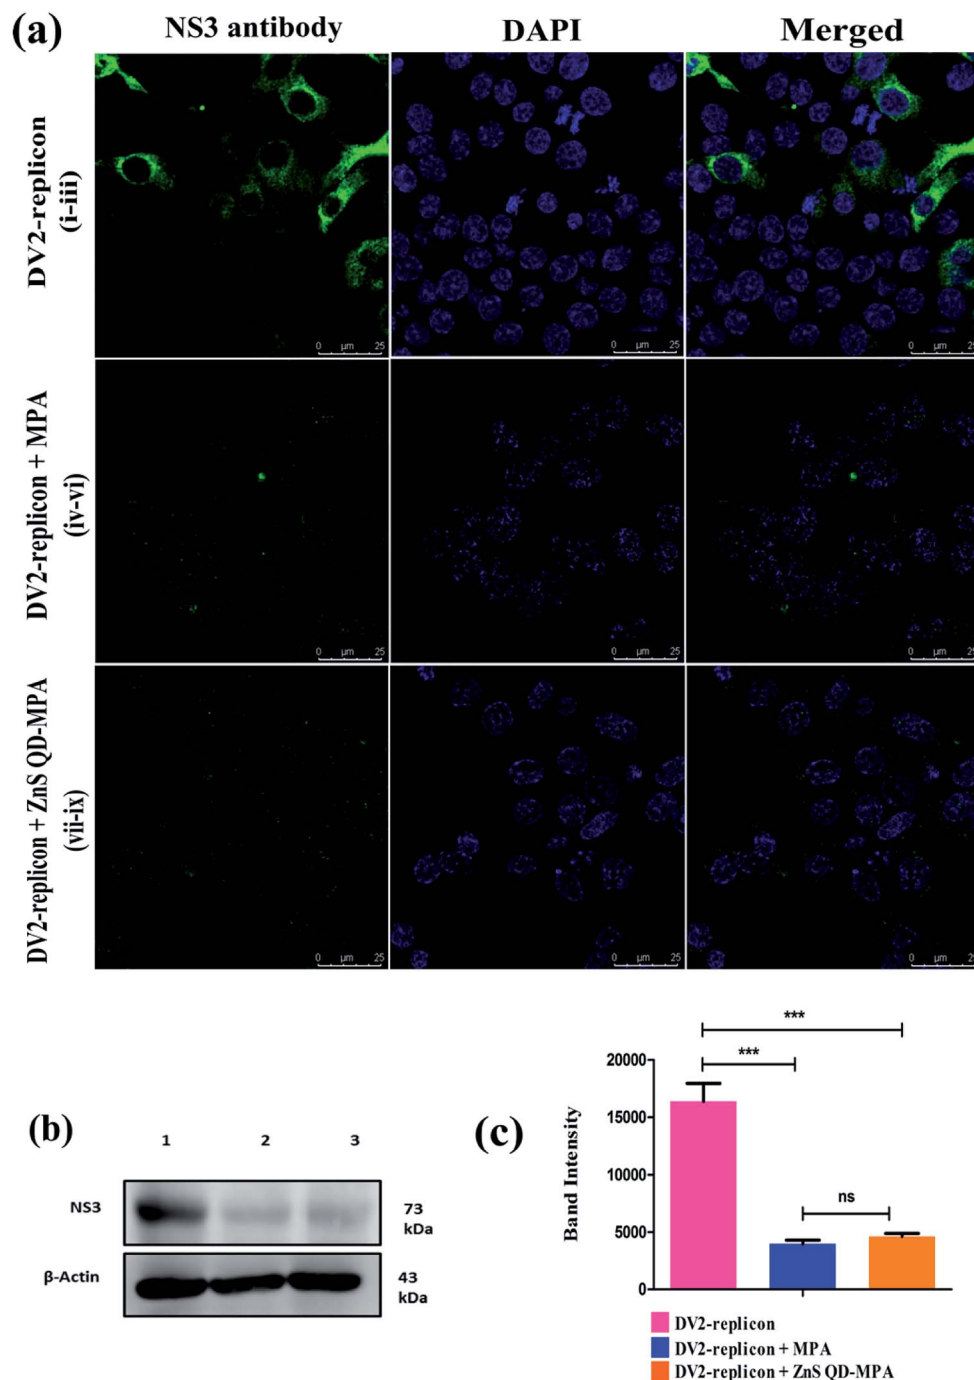 (a)
NS3 antibody
DAPI
Merged
DV2-replicon
(i-iii)
0 µm 25
0 µm 25
0 µm 25
DV2-replicon + MPA
(iv-vi)
0 µm 25
0 µm 25
0 µm 25
DV2-replicon + ZnS QD-MPA
(vii-ix)
0 µm 25
0 µm 25
0 µm 25
(b)
1 2 3
NS3
73
kDa
β-Actin
43
kDa
(c)
Band Intensity
20000
15000
10000
5000
0
***
***
ns
DV2-replicon
DV2-replicon + MPA
DV2-replicon + ZnS QD-MPA